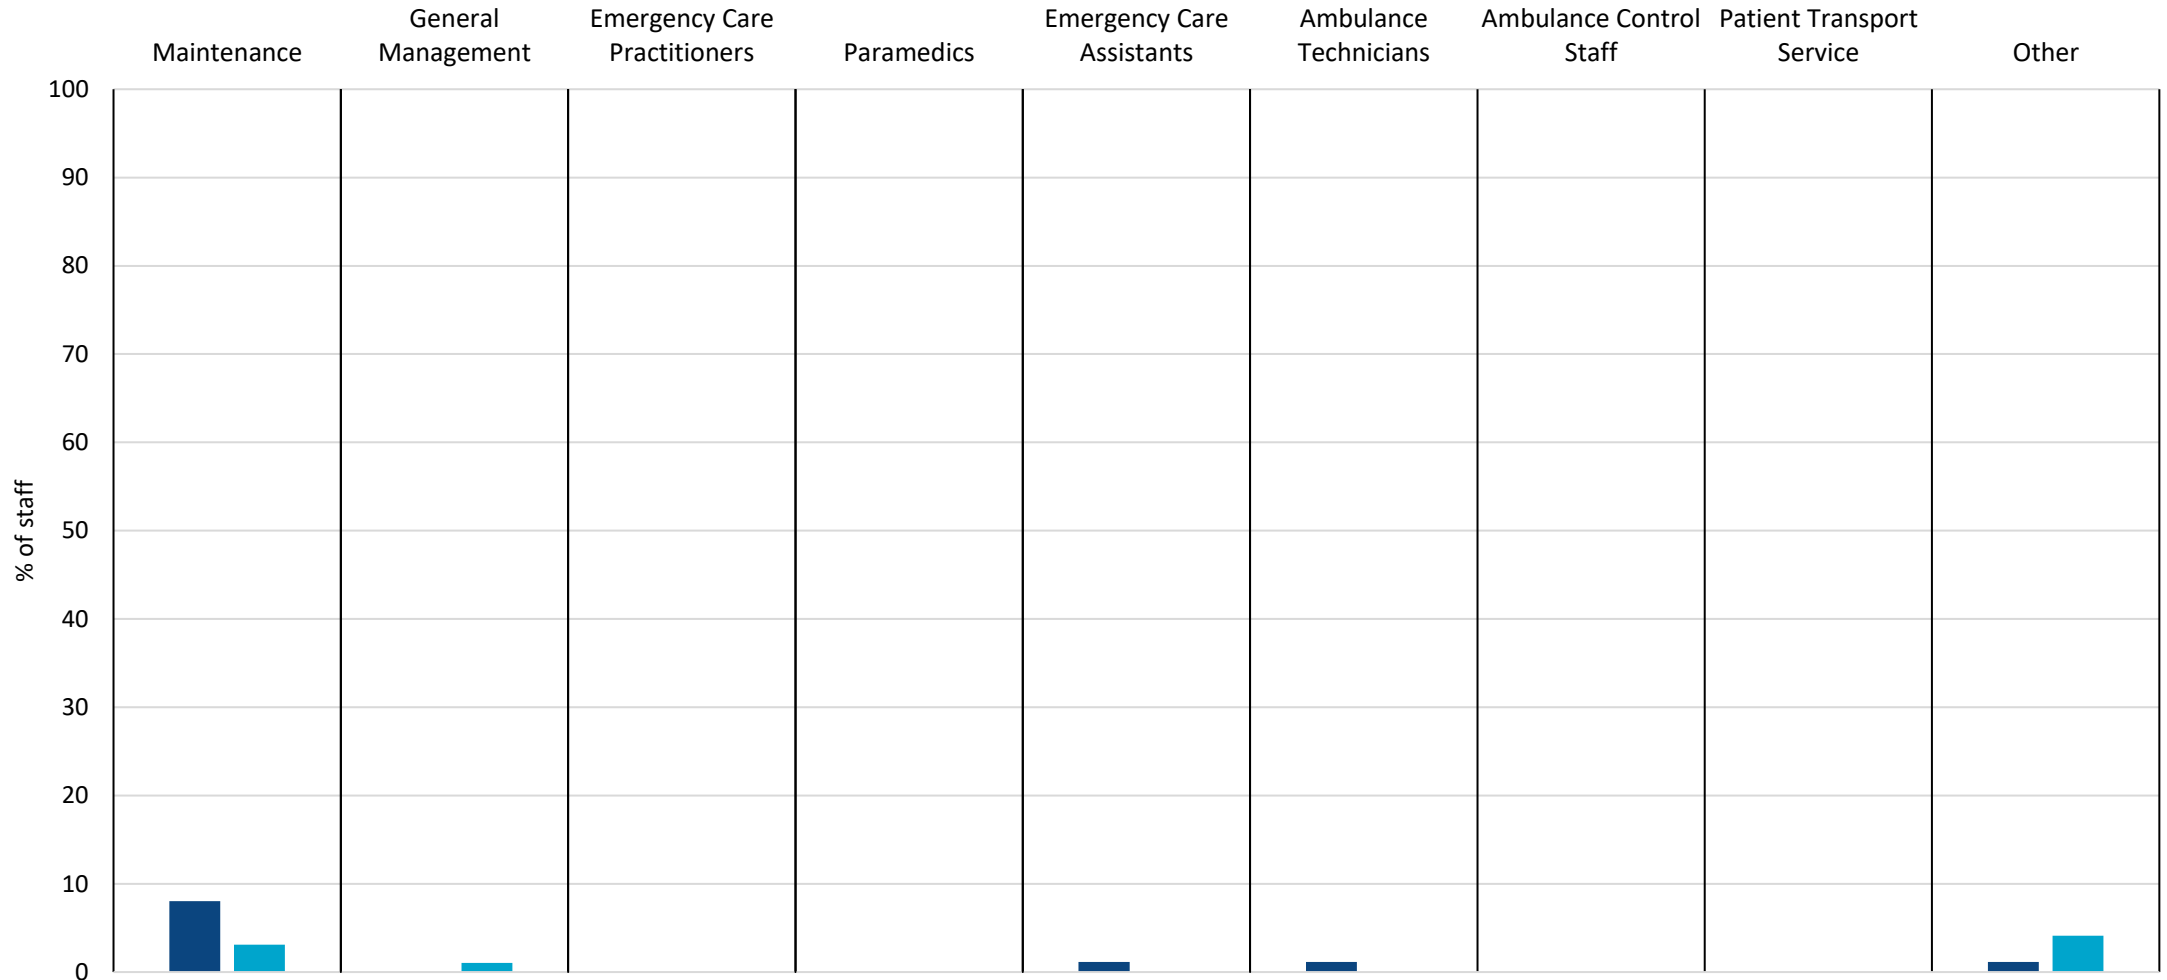 Maintenance
General
Management
Emergency Care
Practitioners
Paramedics
Emergency Care
Assistants
Ambulance
Technicians
Ambulance Control
Staff
Patient Transport
Service
Other
100
90
80
70
60
50
40
30
20
10
0
% of staff